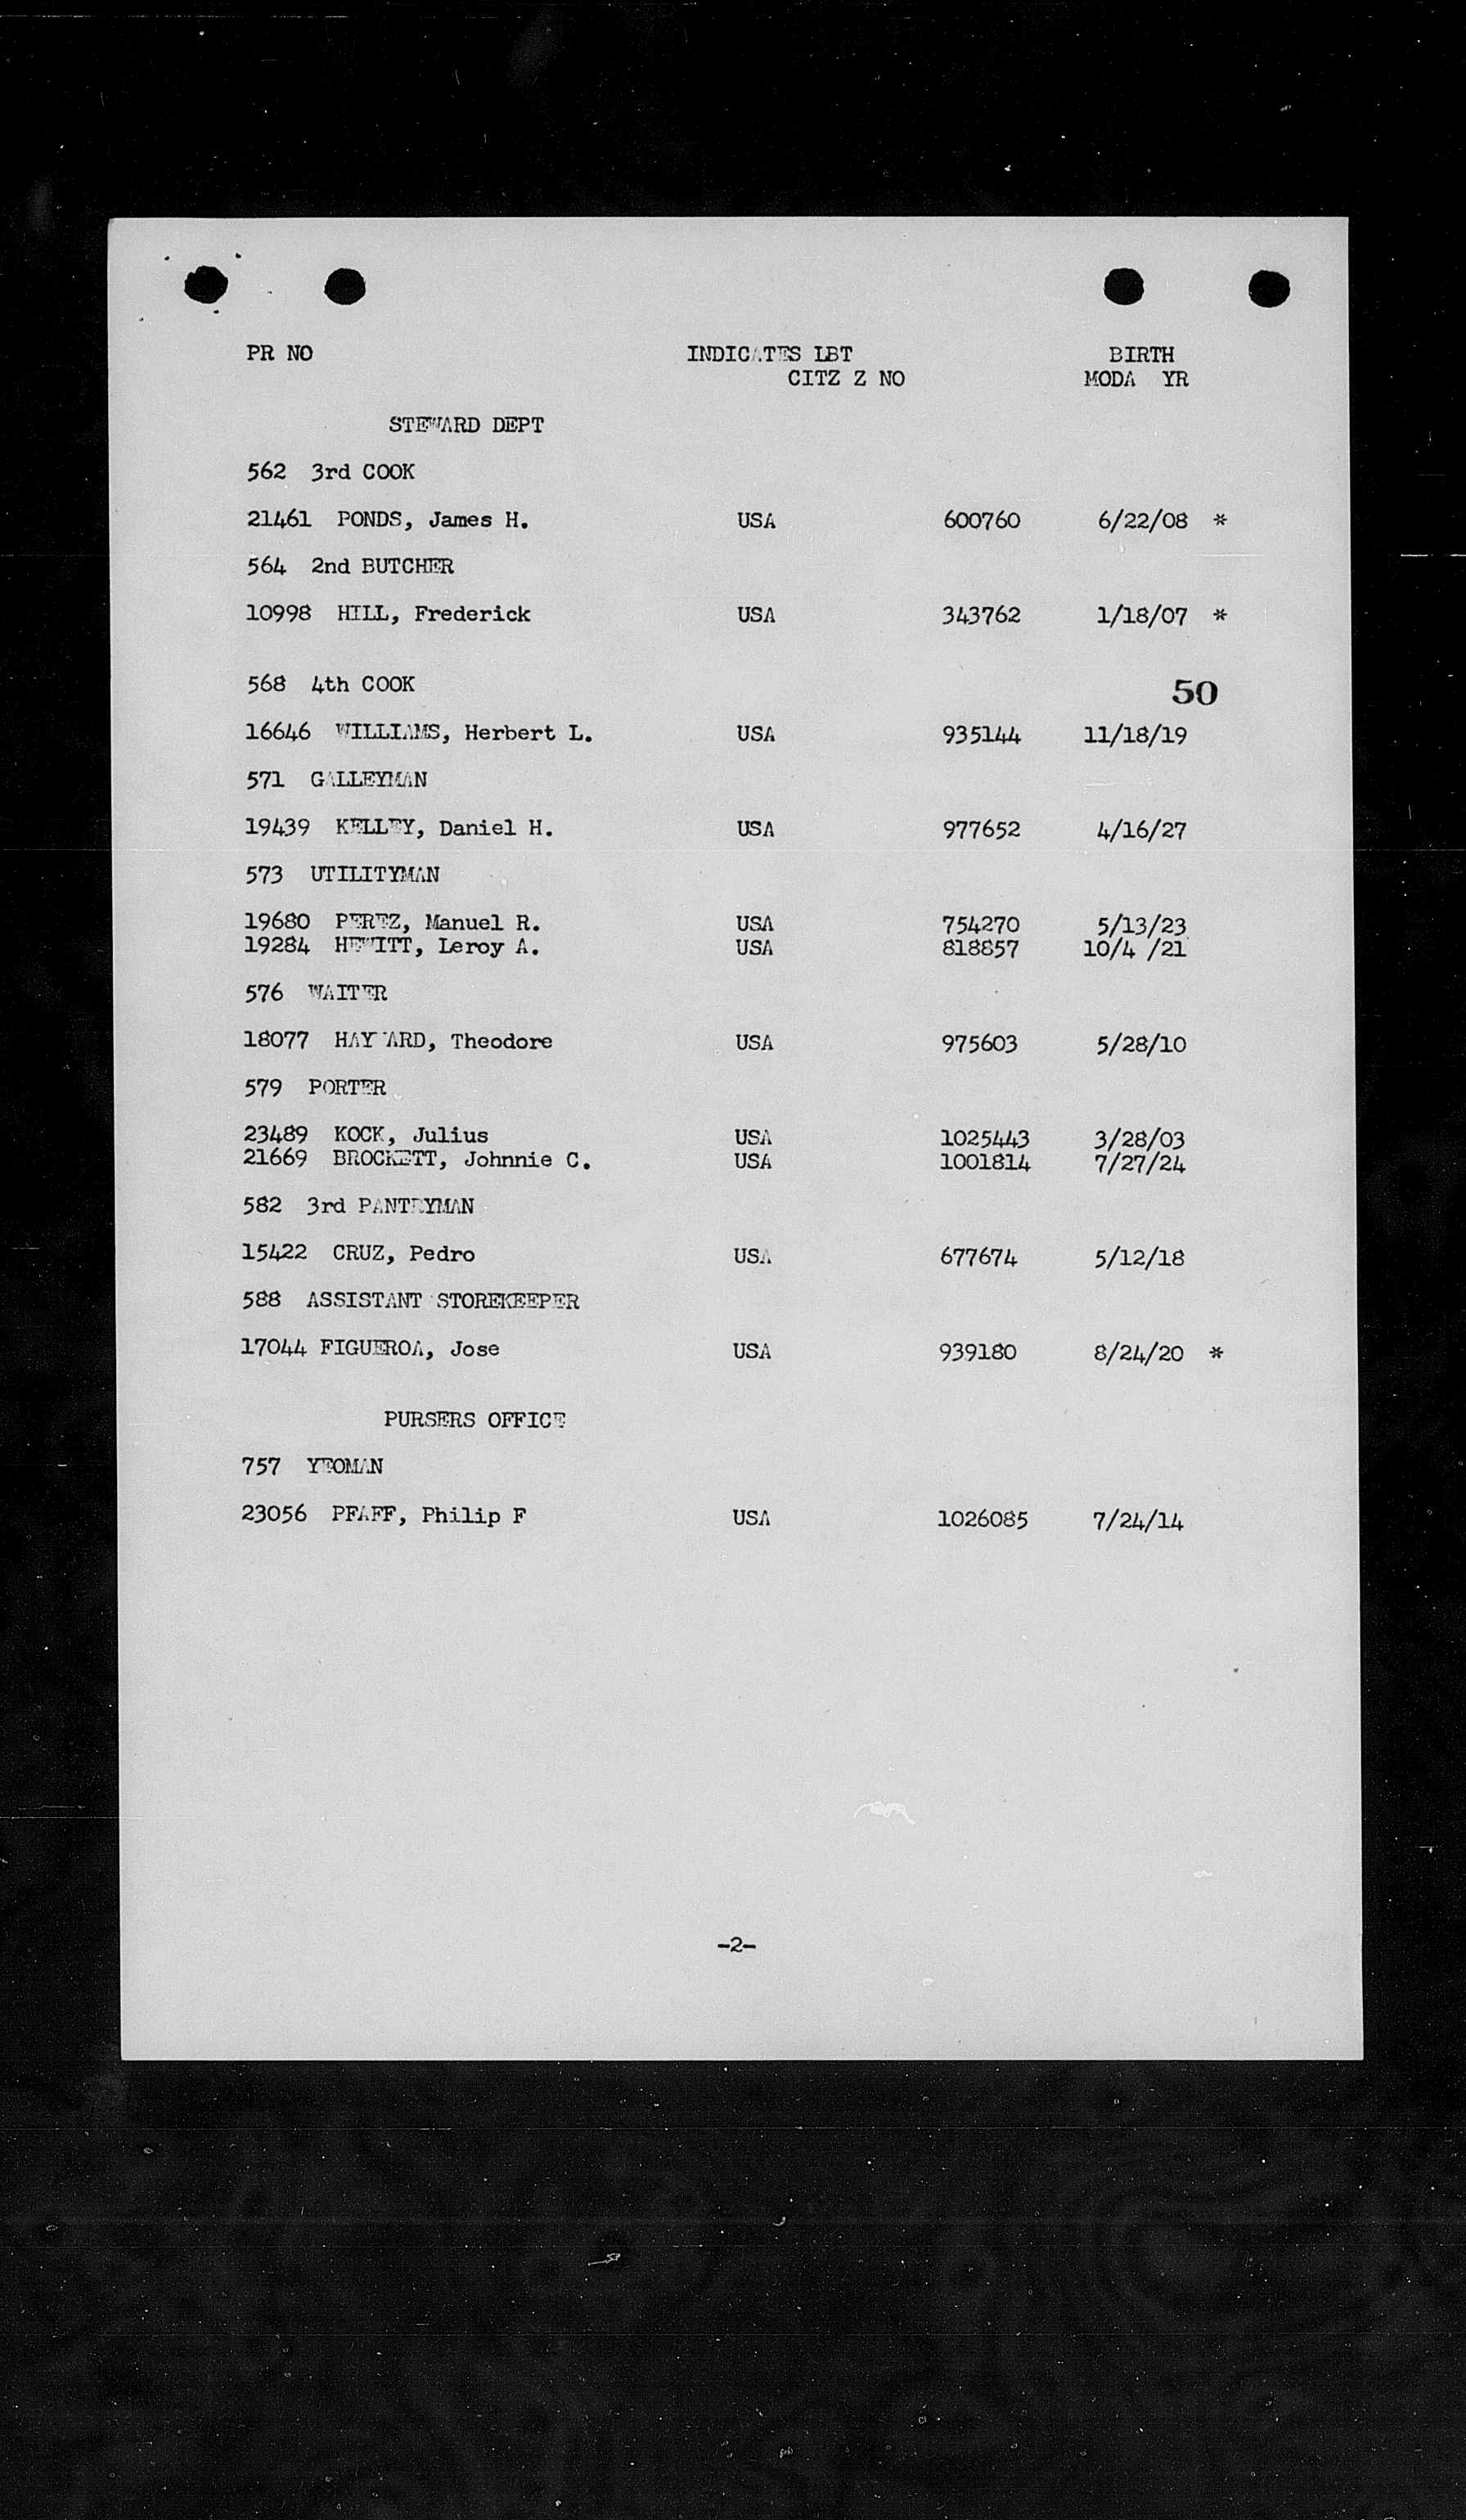 PR NO INDICATES LBT BIRTH
CITZ Z NO MODA YR
STEWARD DEPT
562 3rd COOK
21461 PONDS, James H. USA 600760 6/22/08 *
564 2nd BUTCHER
10998 HILL, Frederick USA 343762 1/18/07 *
568 4th COOK 50
16646 WILLIAMS, Herbert L. USA 935144 11/18/19
571 GALLEYMAN
19439 KELLEY, Daniel H. USA 977652 4/16/27
573 UTILITYMAN
19680 PEREZ, Manuel R. USA 754270 5/13/23
19284 HEWITT, Leroy A. USA 818857 10/4 /21
576 WAITER
18077 HAYWARD, Theodore USA 975603 5/28/10
579 PORTER
23489 KOCK, Julius USA 1025443 3/28/03
21669 BROCKETT, Johnnie C. USA 1001814 7/27/24
582 3rd PANTRYMAN
15422 CRUZ, Pedro USA 677674 5/12/18
588 ASSISTANT STOREKEEPER
17044 FIGUEROA, Jose USA 939180 8/24/20 *
PURSERS OFFICE
757 YEOMAN
23056 PFAFF, Philip F USA 1026085 7/24/14
-2-